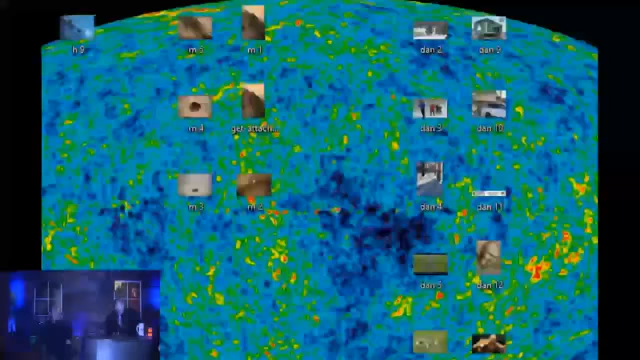 h 9
m 5
m 1
dan 2
dan 9
m 4
get-attach...
dan 3
dan 10
m 3
m 2
dan 4
dan 11
dan 5
dan 12